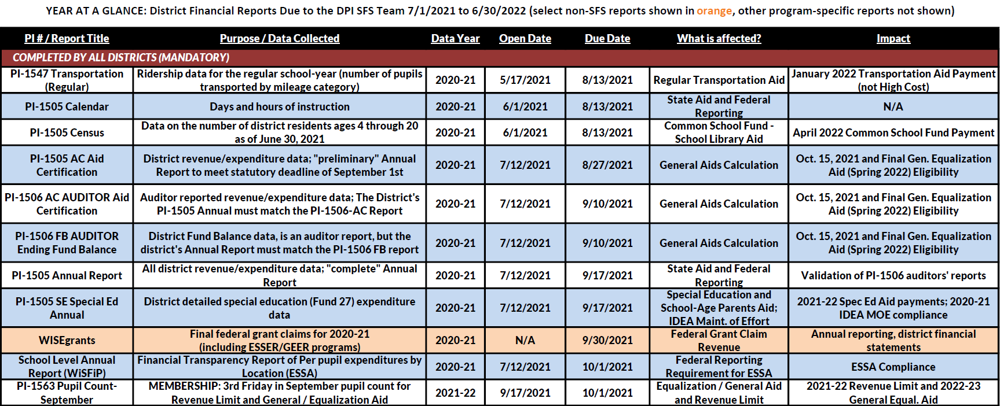 YEAR AT A GLANCE: District Financial Reports Due to the DPI SFS Team 7/1/2021 to 6/30/2022 (select non-SFS reports shown in orange, other program-specific reports not shown)
PI # / Report Title Purpose / Data Collected Data Year Open Date Due Date What is affected? Impact
COMPLETED BY ALL DISTRICTS (MANDATORY)
PI-1547 Transportation
(Regular)
Ridership data for the regular school-year (number of pupils
transported by mileage category)
2020-21
5/17/2021
8/13/2021
Regular Transportation Aid
January 2022 Transportation Aid Payment
(not High Cost)
PI-1505 Calendar
Days and hours of instruction
2020-21
6/1/2021
8/13/2021
State Aid and Federal
Reporting
N/A
PI-1505 Census
Data on the number of district residents ages 4 through 20
as of June 30, 2021
2020-21
6/1/2021
8/13/2021
Common School Fund -
School Library Aid
April 2022 Common School Fund Payment
PI-1505 AC Aid
Certification
District revenue/expenditure data; "preliminary" Annual
Report to meet statutory deadline of September 1st
2020-21
7/12/2021
8/27/2021
General Aids Calculation
Oct. 15, 2021 and Final Gen. Equalization
Aid (Spring 2022) Eligibility
PI-1506 AC AUDITOR Aid
Certification
Auditor reported revenue/expenditure data; The District's
PI-1505 Annual must match the PI-1506-AC Report
2020-21
7/12/2021
9/10/2021
General Aids Calculation
Oct. 15, 2021 and Final Gen. Equalization
Aid (Spring 2022) Eligibility
PI-1506 FB AUDITOR
Ending Fund Balance
District Fund Balance data, is an auditor report, but the
district's Annual Report must match the PI-1506 FB report
2020-21
7/12/2021
9/10/2021
General Aids Calculation
Oct. 15, 2021 and Final Gen. Equalization
Aid (Spring 2022) Eligibility
PI-1505 Annual Report
All district revenue/expenditure data; "complete" Annual
Report
2020-21
7/12/2021
9/17/2021
State Aid and Federal
Reporting
Validation of PI-1506 auditors' reports
PI-1505 SE Special Ed
Annual
District detailed special education (Fund 27) expenditure
data
2020-21
7/12/2021
9/17/2021
Special Education and
School-Age Parents Aid;
IDEA Maint. of Effort
2021-22 Spec Ed Aid payments; 2020-21
IDEA MOE compliance
WISEgrants
Final federal grant claims for 2020-21
(including ESSER/GEER programs)
2020-21
N/A
9/30/2021
Federal Grant Claim
Revenue
Annual reporting, district financial
statements
School Level Annual
Report (WiSFiP)
Financial Transparency Report of Per pupil expenditures by
Location (ESSA)
2020-21
7/12/2021
10/1/2021
Federal Reporting
Requirement for ESSA
ESSA Compliance
PI-1563 Pupil Count-
September
MEMBERSHIP: 3rd Friday in September pupil count for
Revenue Limit and General / Equalization Aid
2021-22
9/17/2021
10/1/2021
Equalization / General Aid
and Revenue Limit
2021-22 Revenue Limit and 2022-23
General Equal. Aid